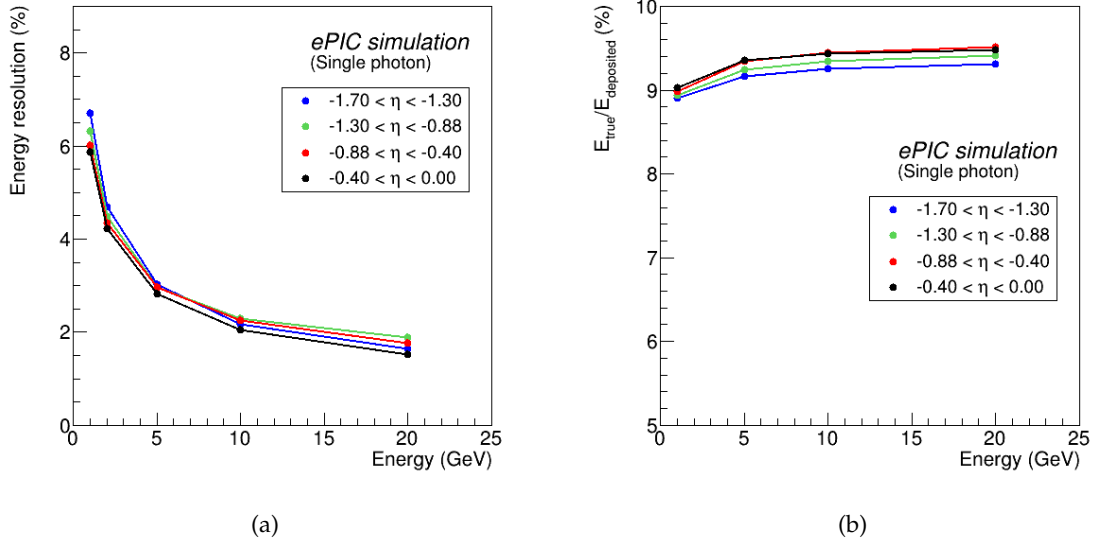 Energy resolution (%)
8
6
4
2
0
0 5 10 15 20 25
Energy (GeV)
ePIC simulation
(Single photon)
-1.70 < η < -1.30
-1.30 < η < -0.88
-0.88 < η < -0.40
-0.40 < η < 0.00
(a)
E_true/E_deposited (%)
10
9
8
7
6
5
0 5 10 15 20 25
Energy (GeV)
ePIC simulation
(Single photon)
-1.70 < η < -1.30
-1.30 < η < -0.88
-0.88 < η < -0.40
-0.40 < η < 0.00
(b)